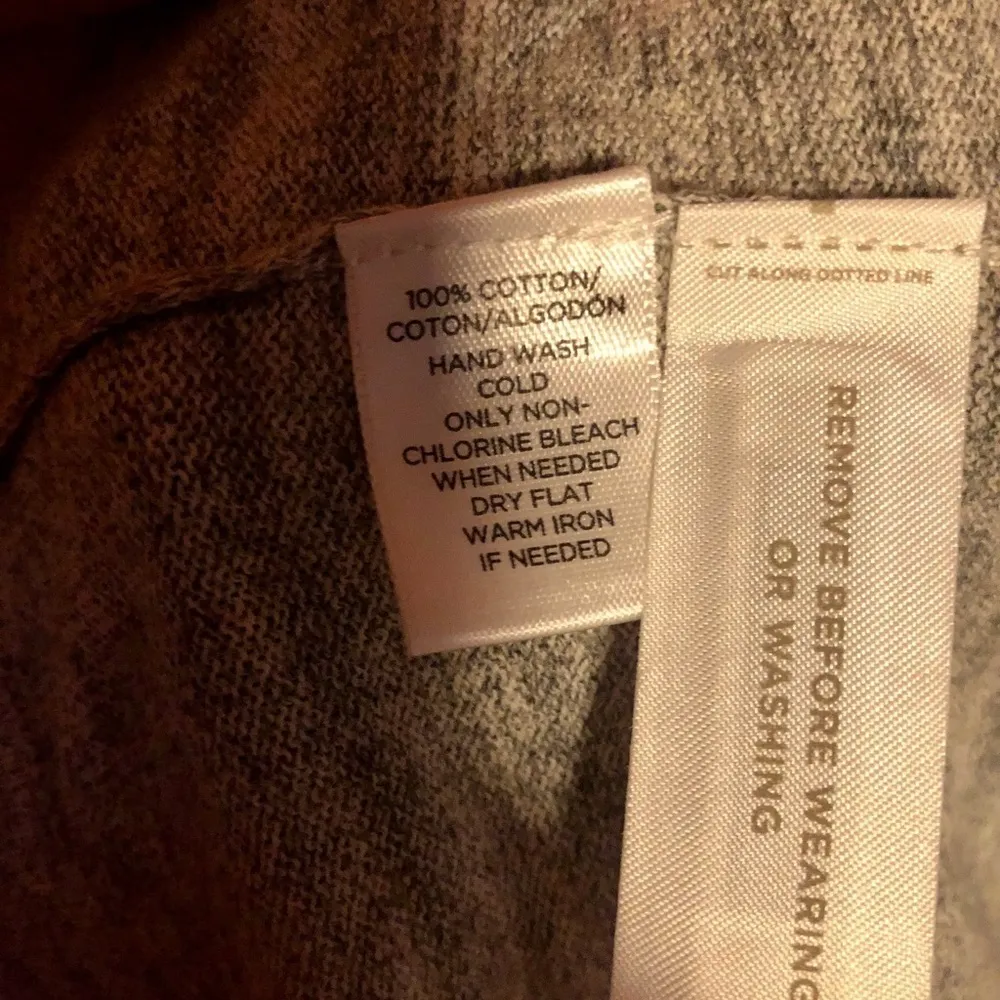 100% COTTON/
COTON/ALGODÓN
HAND WASH
COLD
ONLY NON-
CHLORINE BLEACH
WHEN NEEDED
DRY FLAT
WARM IRON
IF NEEDED
CUT ALONG DOTTED LINE
REMOVE BEFORE WEARING
OR WASHING